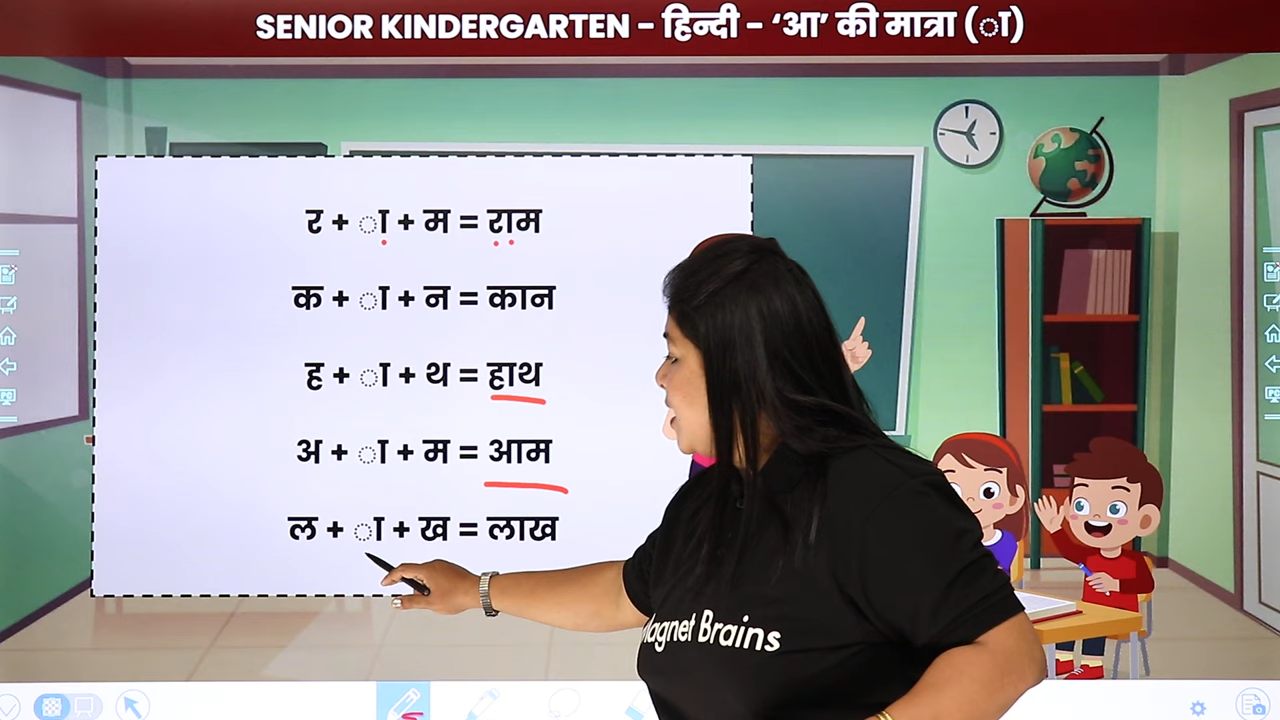 SENIOR KINDERGARTEN - हिन्दी - ‘आ’ की मात्रा (ा)
र + ा + म = राम
क + ा + न = कान
ह + ा + थ = हाथ
अ + ा + म = आम
ल + ा + ख = लाख
Magnet Brains